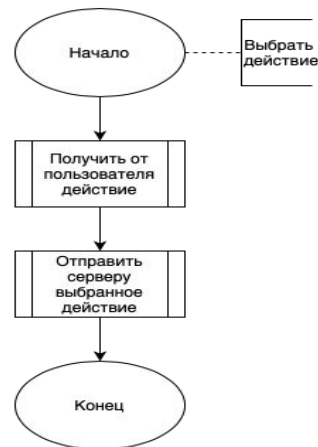 Начало
Выбрать
действие
Получить от
пользователя
действие
Отправить
серверу
выбранное
действие
Конец